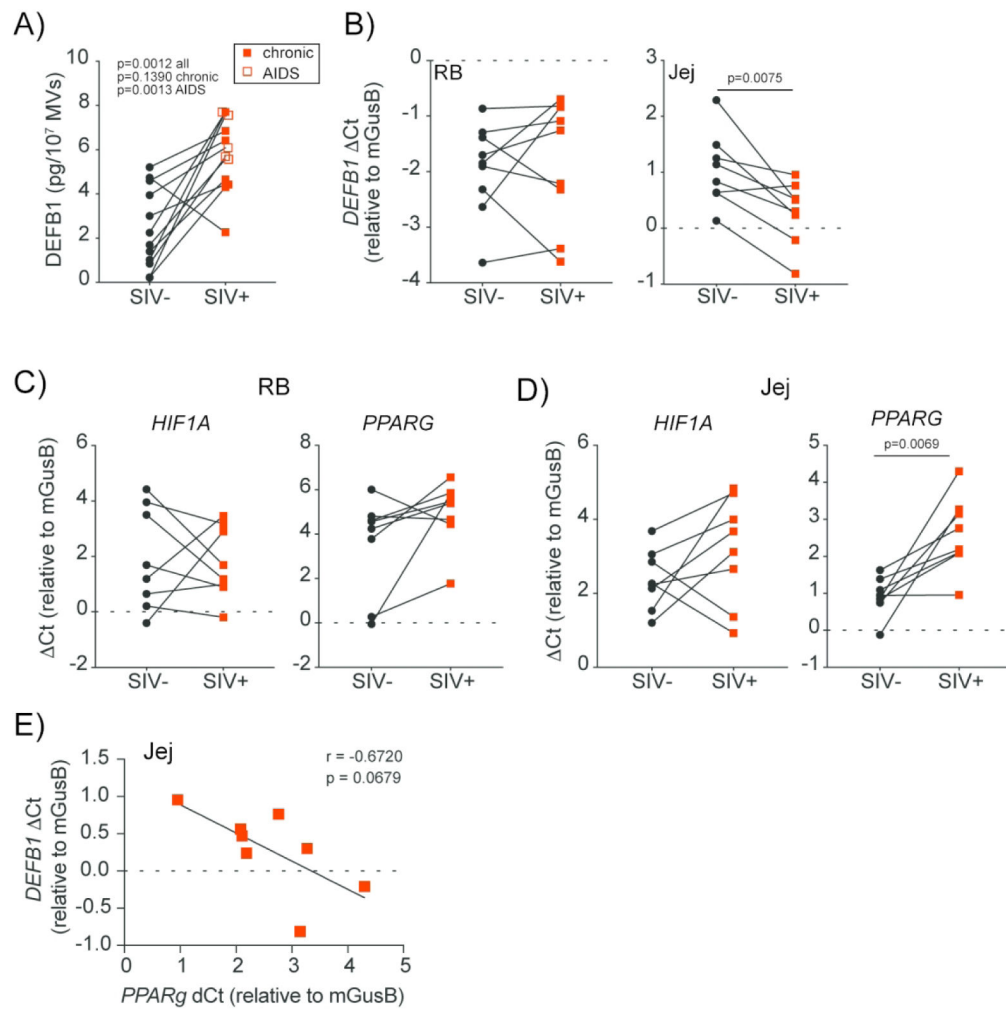 A)
p=0.0012 all
p=0.1390 chronic
p=0.0013 AIDS
chronic
AIDS
DEFB1 (pg/10⁷ MVs)
10
8
6
4
2
0
SIV- SIV+
B)
RB
DEFB1 ΔCt
(relative to mGusB)
0
-1
-2
-3
-4
SIV- SIV+
Jej
p=0.0075
3
2
1
0
-1
SIV- SIV+
C)
RB
HIF1A
ΔCt (relative to mGusB)
6
4
2
0
-2
SIV- SIV+
PPARG
8
6
4
2
0
-2
SIV- SIV+
D)
Jej
HIF1A
ΔCt (relative to mGusB)
6
4
2
0
SIV- SIV+
PPARG
p=0.0069
5
4
3
2
1
0
-1
SIV- SIV+
E)
Jej
r = -0.6720
p = 0.0679
DEFB1 ΔCt
(relative to mGusB)
1.5
1.0
0.5
0.0
-0.5
-1.0
0 1 2 3 4 5
PPARg dCt (relative to mGusB)